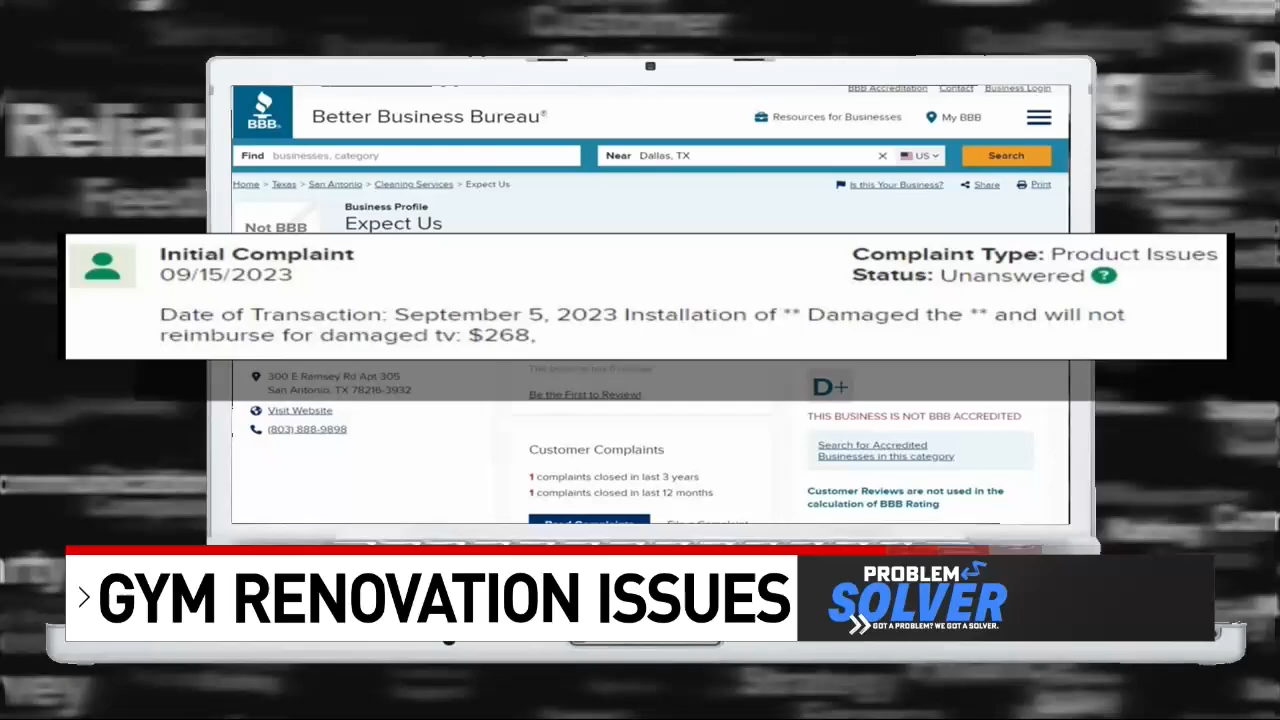 Customer
Reliab
Feed
BBB Accreditation Contact Business Login
BBB
Better Business Bureau®
Resources for Businesses
My BBB
Find businesses, category
Near Dallas, TX
US
Search
Home > Texas > San Antonio > Cleaning Services > Expect Us
Is this Your Business?
Share
Print
Not BBB
Business Profile
Expect Us
Initial Complaint
09/15/2023
Complaint Type: Product Issues
Status: Unanswered ?
Date of Transaction: September 5, 2023 Installation of ** Damaged the ** and will not
reimburse for damaged tv: $268,
300 E Ramsey Rd Apt 305
San Antonio, TX 78216-3932
Visit Website
(803) 888-9898
Be the First to Review!
Customer Complaints
1 complaints closed in last 3 years
1 complaints closed in last 12 months
D+
THIS BUSINESS IS NOT BBB ACCREDITED
Search for Accredited
Businesses in this category
Customer Reviews are not used in the
calculation of BBB Rating
GYM RENOVATION ISSUES
PROBLEM
SOLVER
GOT A PROBLEM? WE GOT A SOLVER.